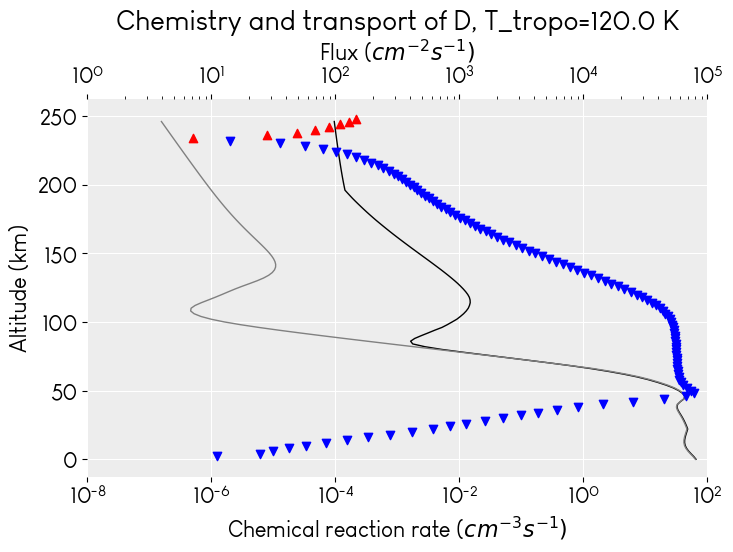 Chemistry and transport of D, T_tropo=120.0 K
Flux (cm⁻²s⁻¹)
10⁰ 10¹ 10² 10³ 10⁴ 10⁵
250
200
150
100
50
0
Altitude (km)
10⁻⁸ 10⁻⁶ 10⁻⁴ 10⁻² 10⁰ 10²
Chemical reaction rate (cm⁻³s⁻¹)